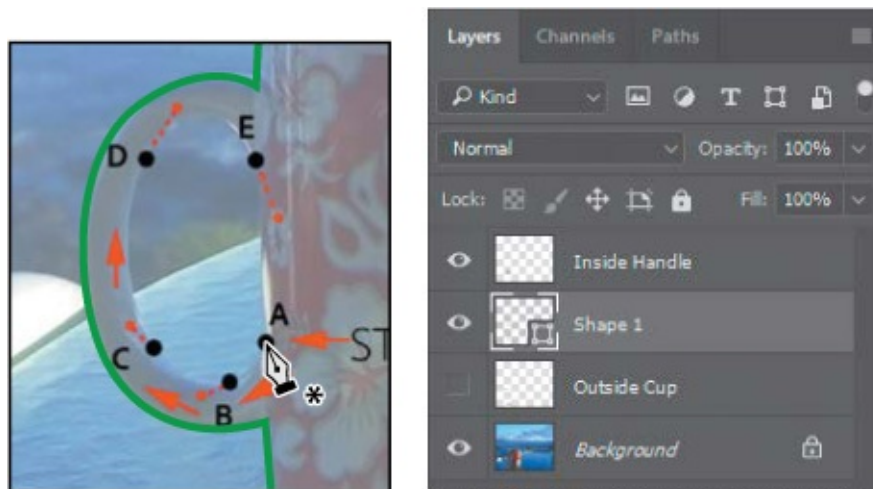 E
D
A
ST
C
B
Layers Channels Paths
Kind
Normal Opacity: 100%
Lock: Fill: 100%
Inside Handle
Shape 1
Outside Cup
Background